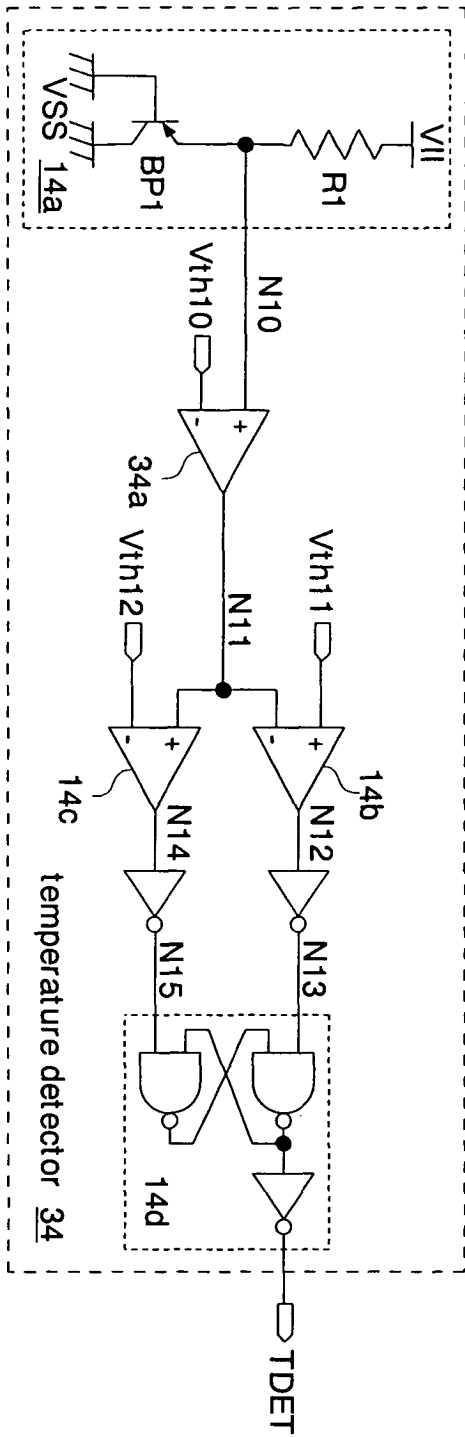 VII
R1
BP1
VSS
14a
N10
Vth10
34a
N11
Vth11
Vth12
+
-
+
-
+
-
14b
14c
N12
N14
N13
N15
14d
TDET
temperature detector 34